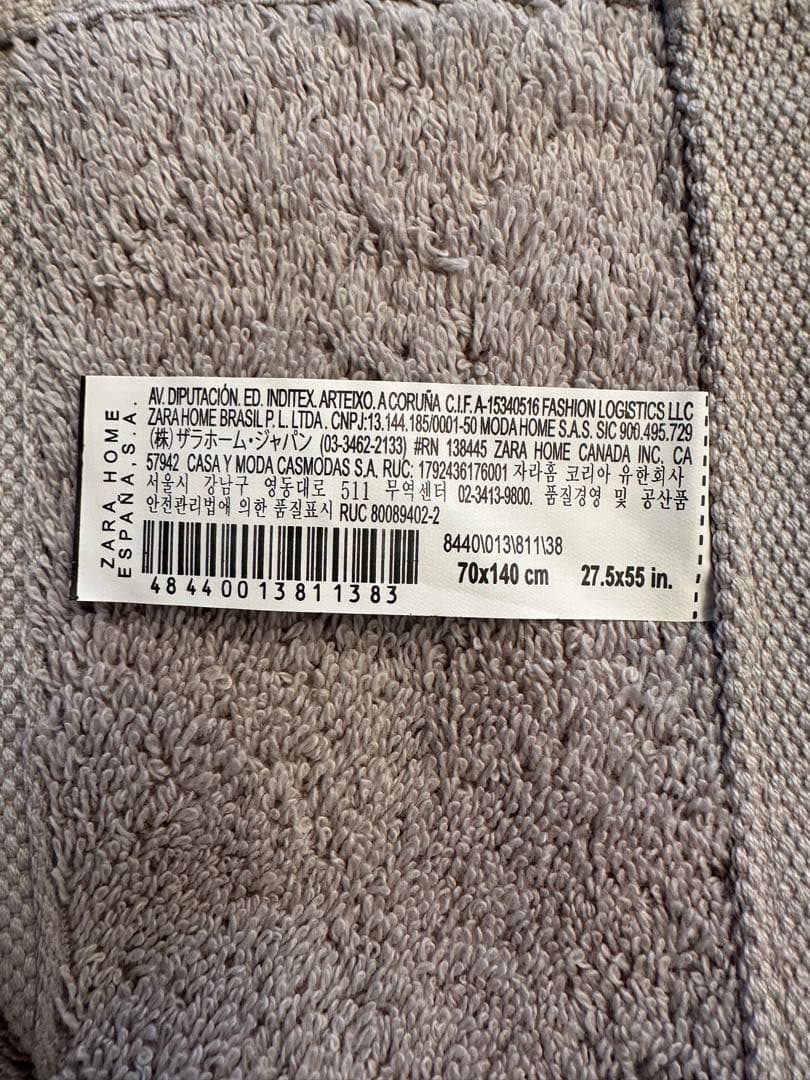 ZARA HOME
ESPAÑA, S.A.
AV. DIPUTACIÓN. ED. INDITEX. ARTEIXO. A CORUÑA C.I.F. A-15340516 FASHION LOGISTICS LLC
ZARA HOME BRASIL P. L. LTDA. CNPJ:13.144.185/0001-50 MODA HOME S.A.S. SIC 900.495.729
(株)ザラホーム・ジャパン (03-3462-2133) #RN 138445 ZARA HOME CANADA INC. CA
57942 CASA Y MODA CASMODAS S.A. RUC: 1792436176001 자라홈 코리아 유한회사
서울시 강남구 영동대로 511 무역센터 02-3413-9800. 품질경영 및 공산품
안전관리법에 의한 품질표시 RUC 80089402-2
8440\013\811\38
70x140 cm 27.5x55 in.
48440013811383